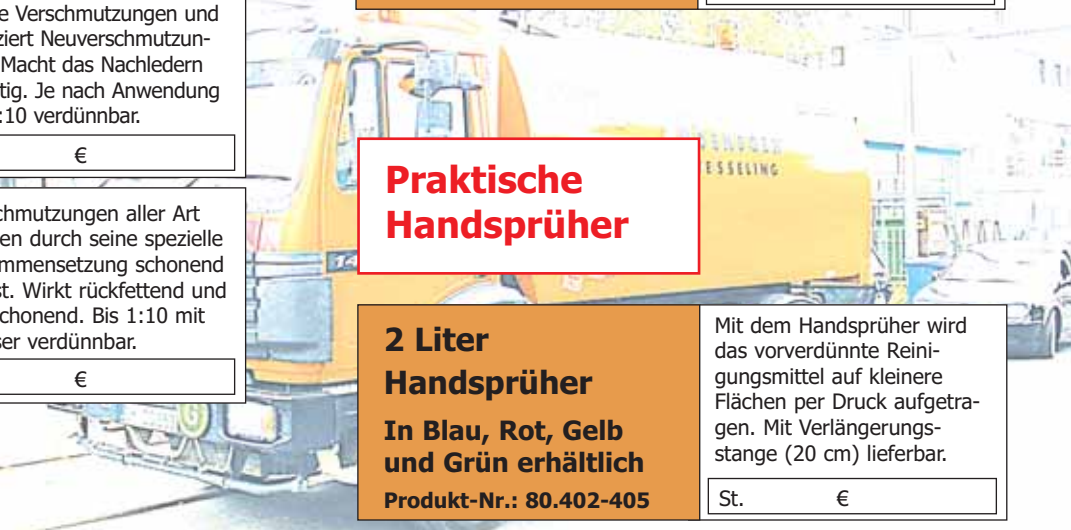 e Verschmutzungen und
ziert Neuverschmutzun-
Macht das Nachledern
tig. Je nach Anwendung
:10 verdünnbar.
€
chmutzungen aller Art
en durch seine spezielle
mmensetzung schonend
st. Wirkt rückfettend und
chonend. Bis 1:10 mit
ser verdünnbar.
€
ESSELING
Praktische
Handsprüher
2 Liter
Handsprüher
In Blau, Rot, Gelb
und Grün erhältlich
Produkt-Nr.: 80.402-405
Mit dem Handsprüher wird
das vorverdünnte Reini-
gungsmittel auf kleinere
Flächen per Druck aufgetra-
gen. Mit Verlängerungs-
stange (20 cm) lieferbar.
St. €